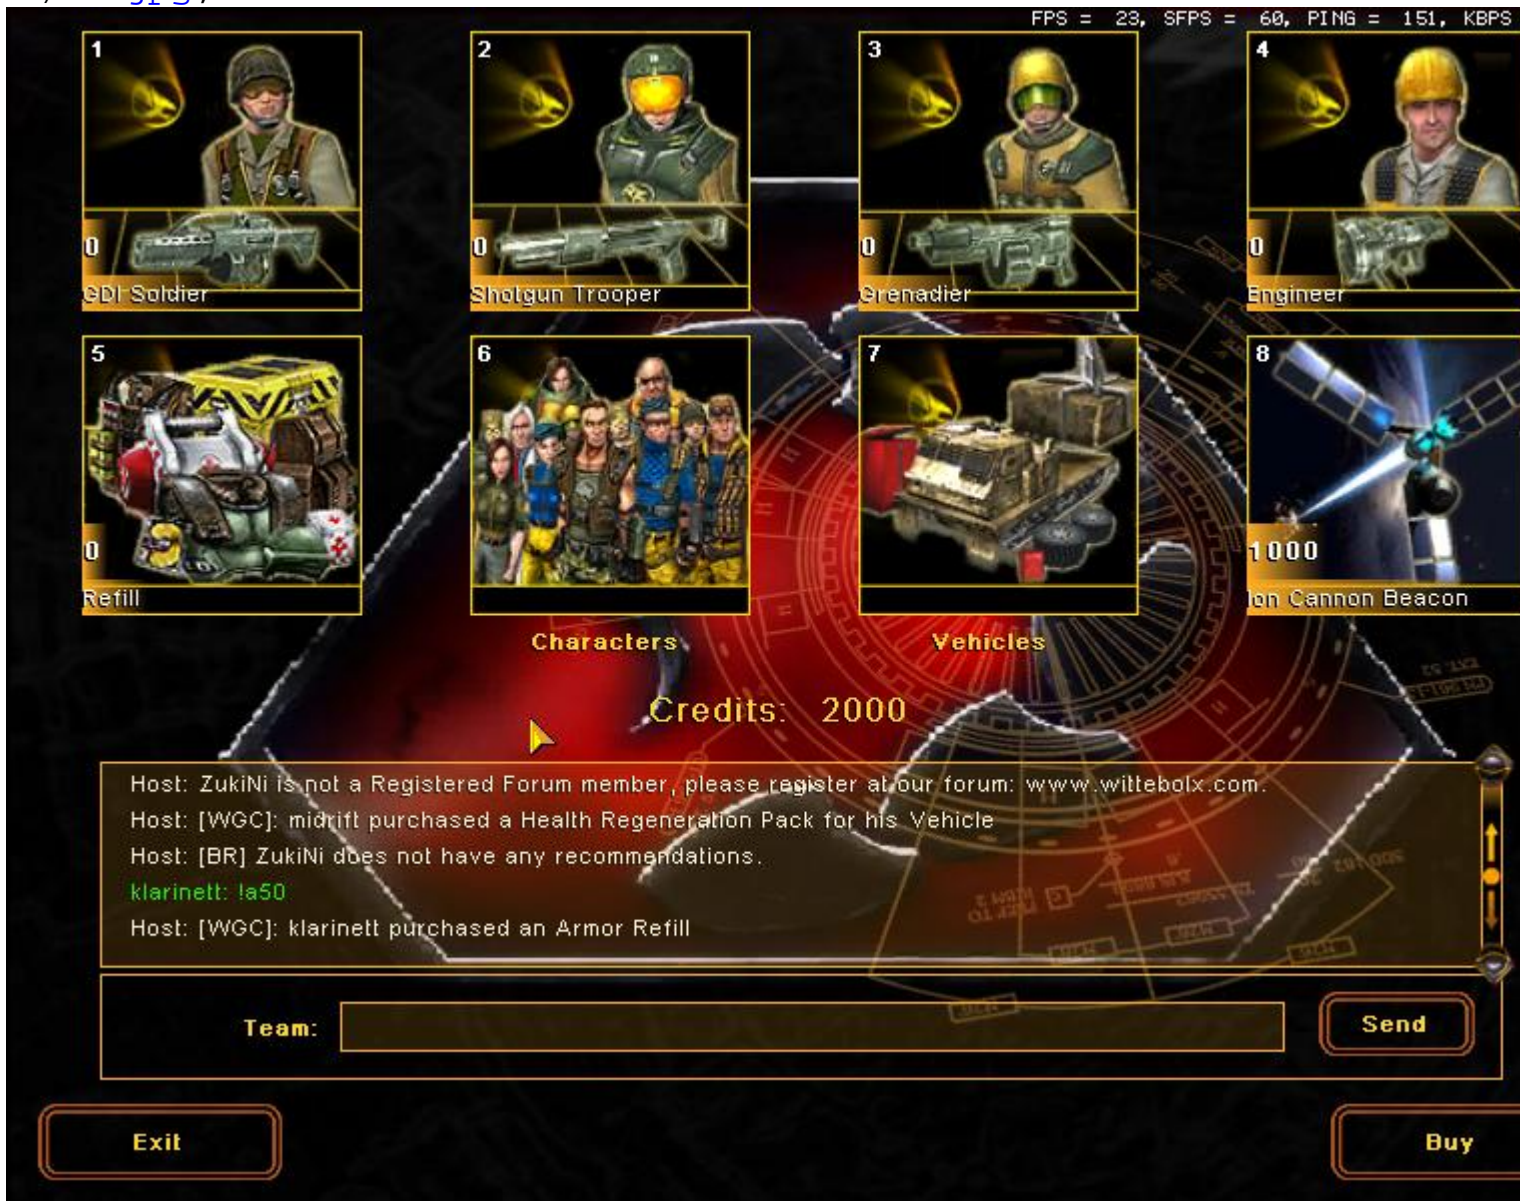 FPS = 23, SFPS = 60, PING = 151, KBPS
1
2
3
4
0
0
0
0
GDI Soldier
Shotgun Trooper
Grenadier
Engineer
5
6
7
8
0
1000
Refill
Ion Cannon Beacon
Characters
Vehicles
Credits: 2000
Host: ZukiNi is not a Registered Forum member, please register at our forum: www.wittebolx.com.
Host: [WGC]: midrift purchased a Health Regeneration Pack for his Vehicle
Host: [BR] ZukiNi does not have any recommendations.
klarinett: !a50
Host: [WGC]: klarinett purchased an Armor Refill
Team:
Send
Exit
Buy